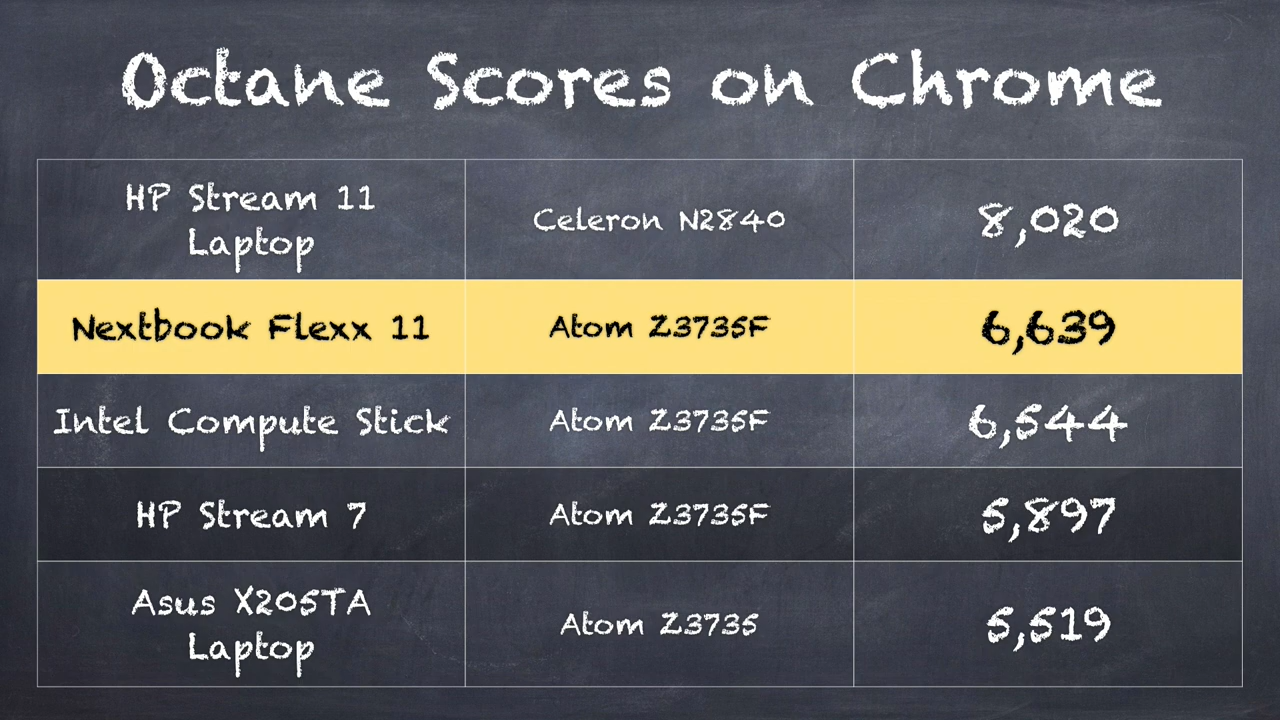 Octane Scores on Chrome
HP Stream 11
Laptop
Celeron N2840
8,020
Nextbook Flexx 11
Atom Z3735F
6,639
Intel Compute Stick
Atom Z3735F
6,544
HP Stream 7
Atom Z3735F
5,897
Asus X205TA
Laptop
Atom Z3735
5,519